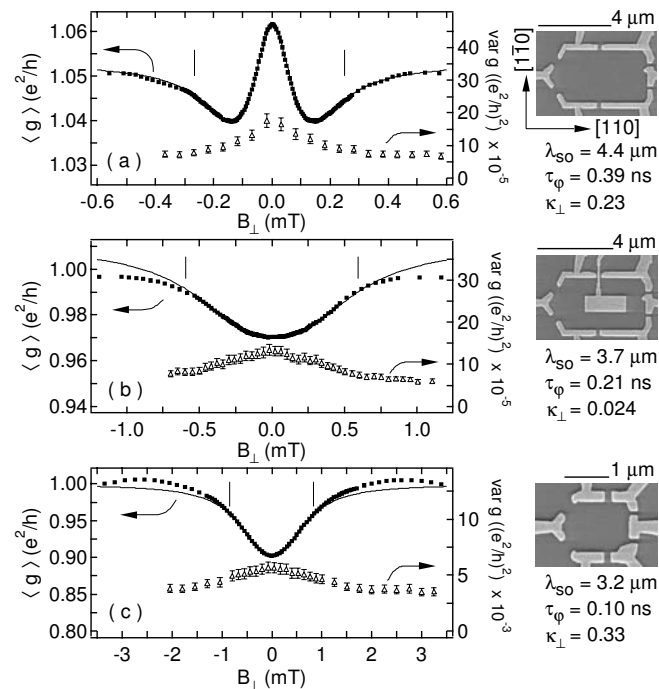 1.06
1.05
1.04
1.03
⟨ g ⟩ (e²/h)
( a )
40
30
20
10
0
var g ((e²/h)²) x 10⁻⁵
-0.6 -0.4 -0.2 0.0 0.2 0.4 0.6
B⊥ (mT)
4 µm
[11̄0]
[110]
λso = 4.4 µm
τφ = 0.39 ns
κ⊥ = 0.23
1.00
0.98
0.96
0.94
⟨ g ⟩ (e²/h)
( b )
30
20
10
0
var g ((e²/h)²) x 10⁻⁵
-1.0 -0.5 0.0 0.5 1.0
B⊥ (mT)
4 µm
λso = 3.7 µm
τφ = 0.21 ns
κ⊥ = 0.024
1.00
0.95
0.90
0.85
0.80
⟨ g ⟩ (e²/h)
( c )
10
5
0
var g ((e²/h)²) x 10⁻³
-3 -2 -1 0 1 2 3
B⊥ (mT)
1 µm
λso = 3.2 µm
τφ = 0.10 ns
κ⊥ = 0.33